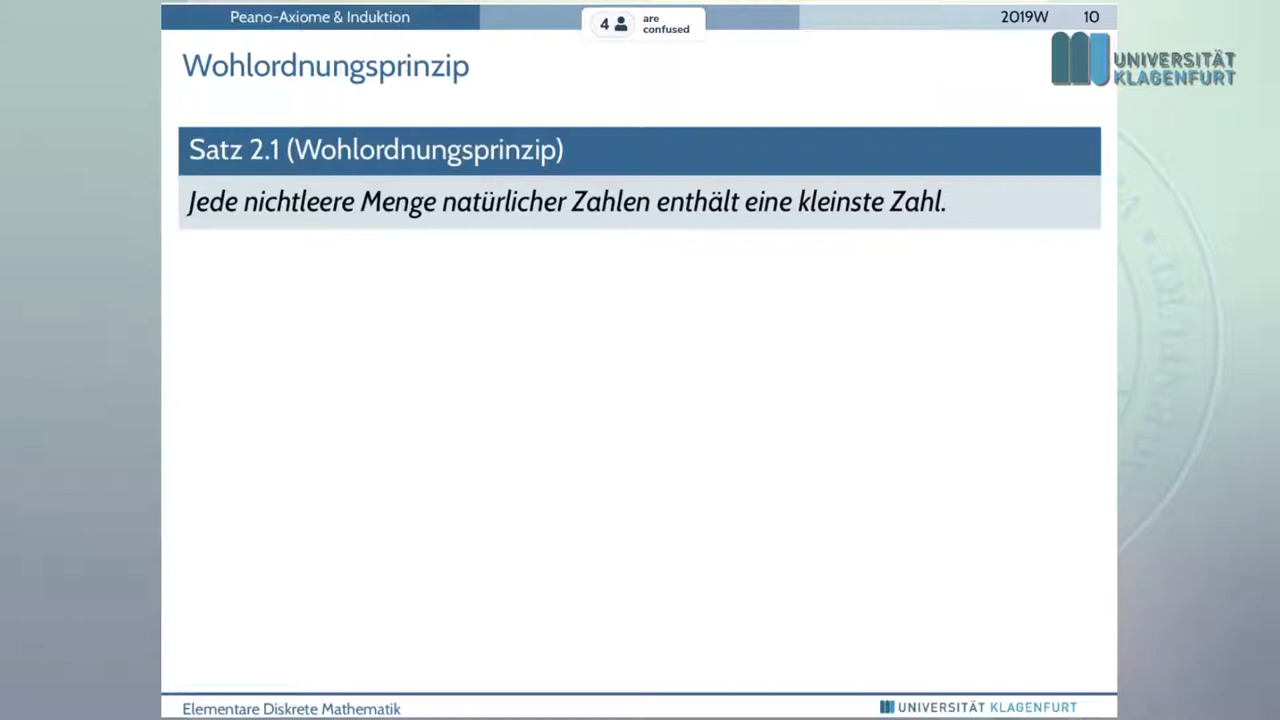 Peano-Axiome & Induktion
4 are confused
2019W 10
Wohlordnungsprinzip
UNIVERSITÄT
KLAGENFURT
Satz 2.1 (Wohlordnungsprinzip)
Jede nichtleere Menge natürlicher Zahlen enthält eine kleinste Zahl.
Elementare Diskrete Mathematik
UNIVERSITÄT KLAGENFURT